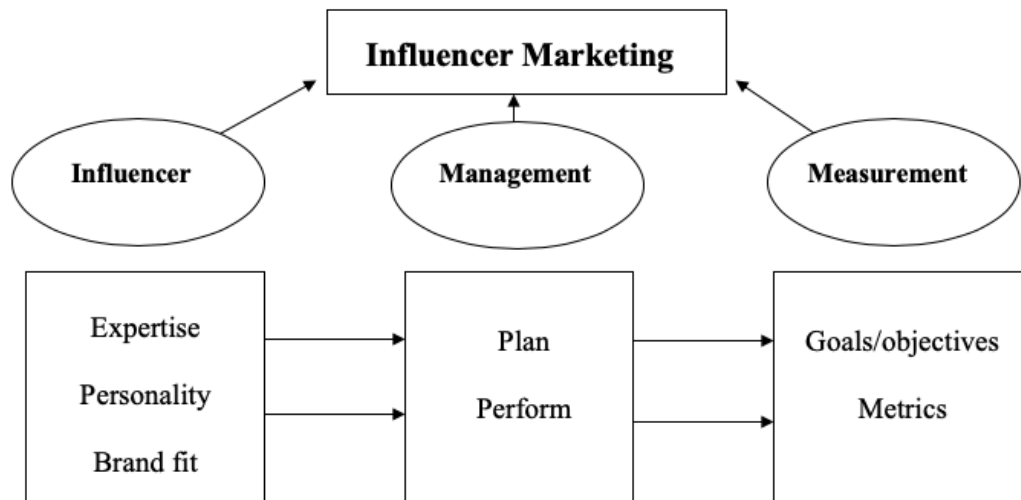 Influencer Marketing
Influencer
Management
Measurement
Expertise
Personality
Brand fit
Plan
Perform
Goals/objectives
Metrics